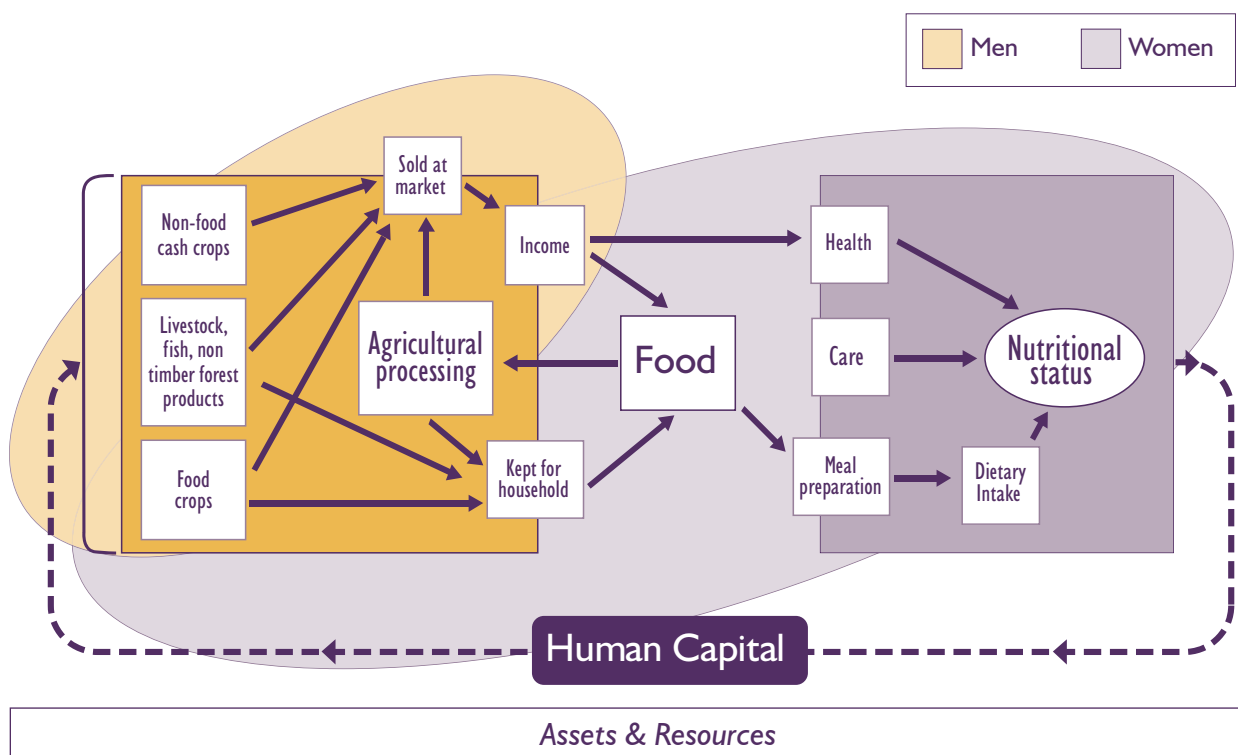 Men
Women
Sold at
market
Non-food
cash crops
Income
Health
Livestock,
fish, non
timber forest
products
Agricultural
processing
Food
Care
Nutritional
status
Food
crops
Kept for
household
Meal
preparation
Dietary
Intake
Human Capital
Assets & Resources